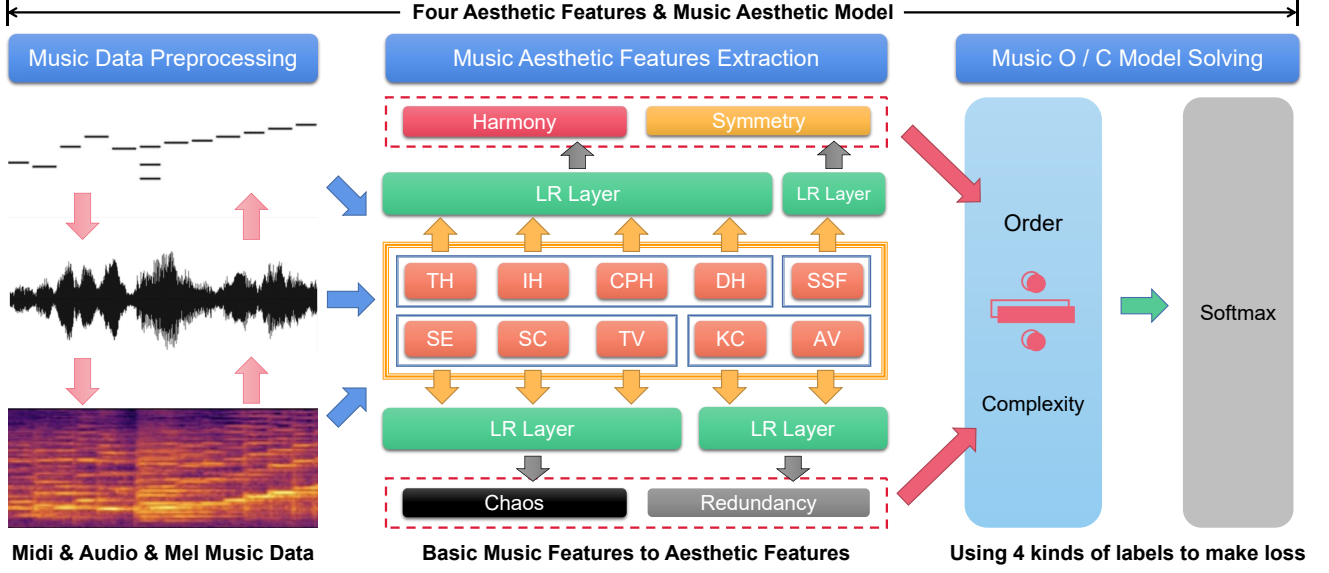 Four Aesthetic Features & Music Aesthetic Model
Music Data Preprocessing
Music Aesthetic Features Extraction
Music O / C Model Solving
Harmony
Symmetry
LR Layer
LR Layer
TH
IH
CPH
DH
SSF
SE
SC
TV
KC
AV
LR Layer
LR Layer
Chaos
Redundancy
Order
Complexity
Softmax
Midi & Audio & Mel Music Data
Basic Music Features to Aesthetic Features
Using 4 kinds of labels to make loss